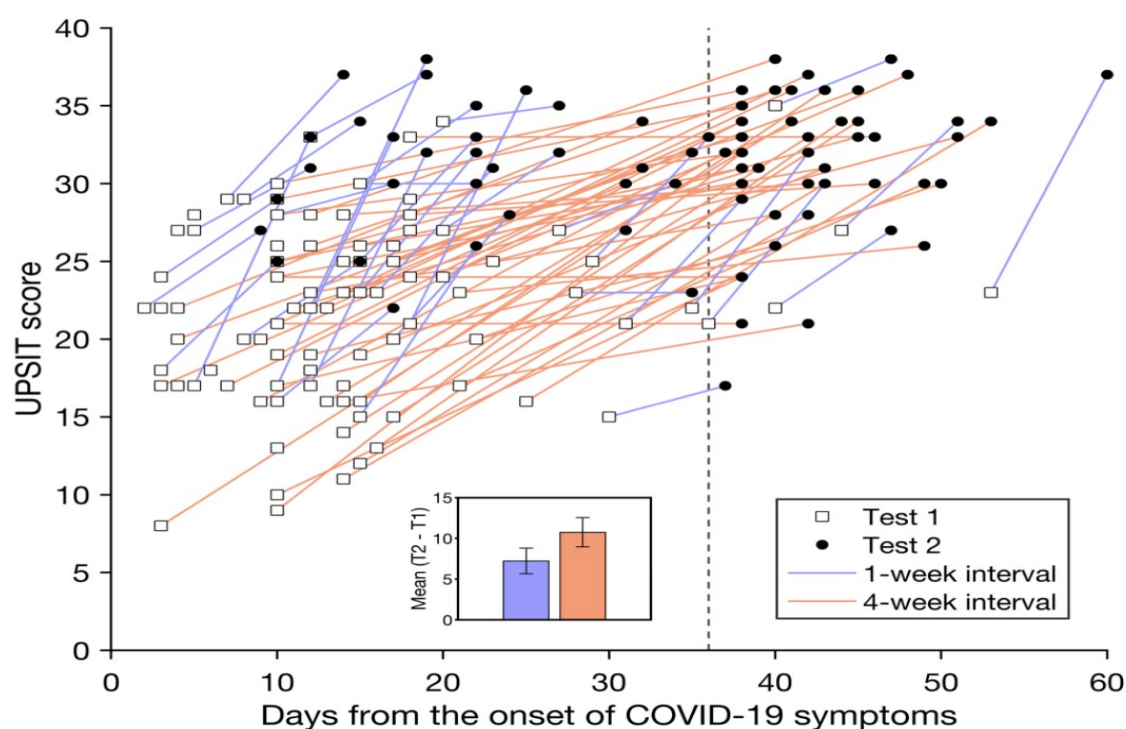 UPSIT score
40
35
30
25
20
15
10
5
0
Mean (T2 - T1)
15
10
5
0
Test 1
Test 2
1-week interval
4-week interval
0 10 20 30 40 50 60
Days from the onset of COVID-19 symptoms